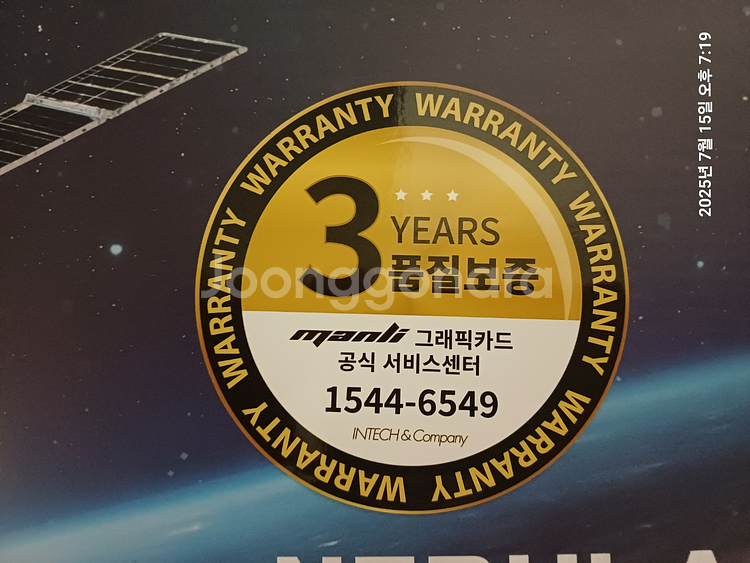 2025년 7월 15일 오후 7:19
WARRANTY WARRANTY WARRANTY WARRANTY WARRANTY WARRANTY WARRANTY
3 YEARS
품질보증
Joonggonara
manli 그래픽카드
공식 서비스센터
1544-6549
INTECH & Company